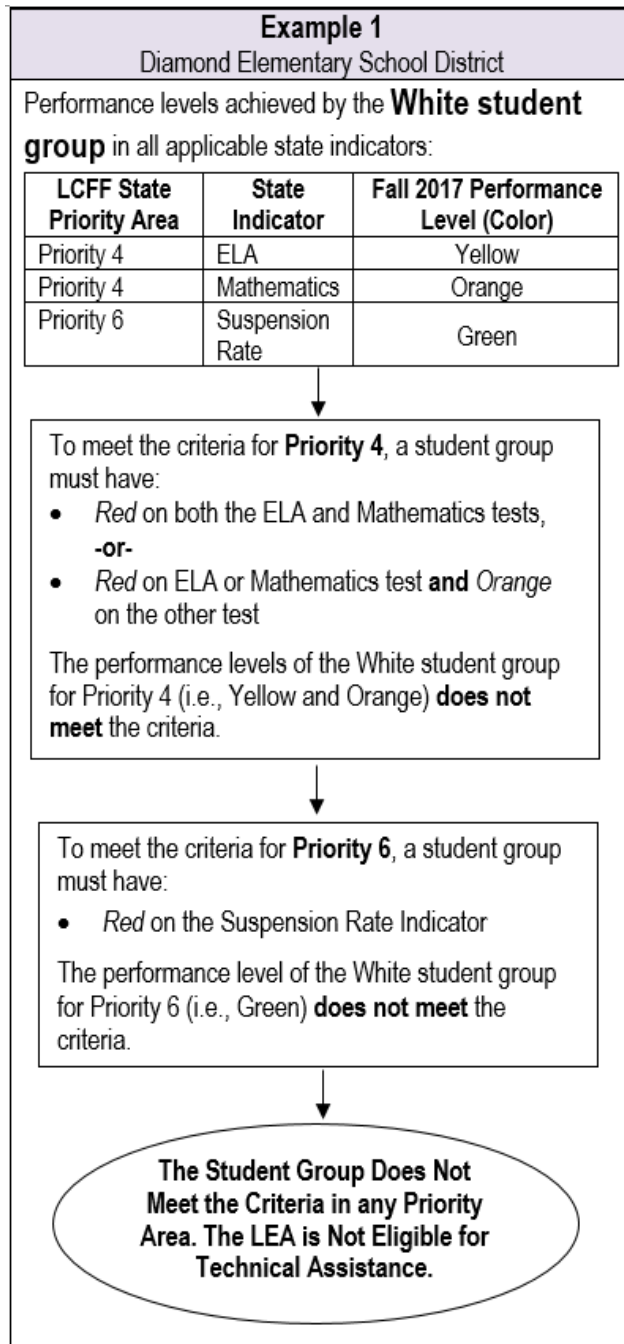 Example 1
Diamond Elementary School District
Performance levels achieved by the White student
group in all applicable state indicators:
LCFF State Priority Area | State Indicator | Fall 2017 Performance Level (Color)
Priority 4 | ELA | Yellow
Priority 4 | Mathematics | Orange
Priority 6 | Suspension Rate | Green
To meet the criteria for Priority 4, a student group
must have:
• Red on both the ELA and Mathematics tests,
-or-
• Red on ELA or Mathematics test and Orange
on the other test
The performance levels of the White student group
for Priority 4 (i.e., Yellow and Orange) does not
meet the criteria.
To meet the criteria for Priority 6, a student group
must have:
• Red on the Suspension Rate Indicator
The performance level of the White student group
for Priority 6 (i.e., Green) does not meet the
criteria.
The Student Group Does Not
Meet the Criteria in any Priority
Area. The LEA is Not Eligible for
Technical Assistance.